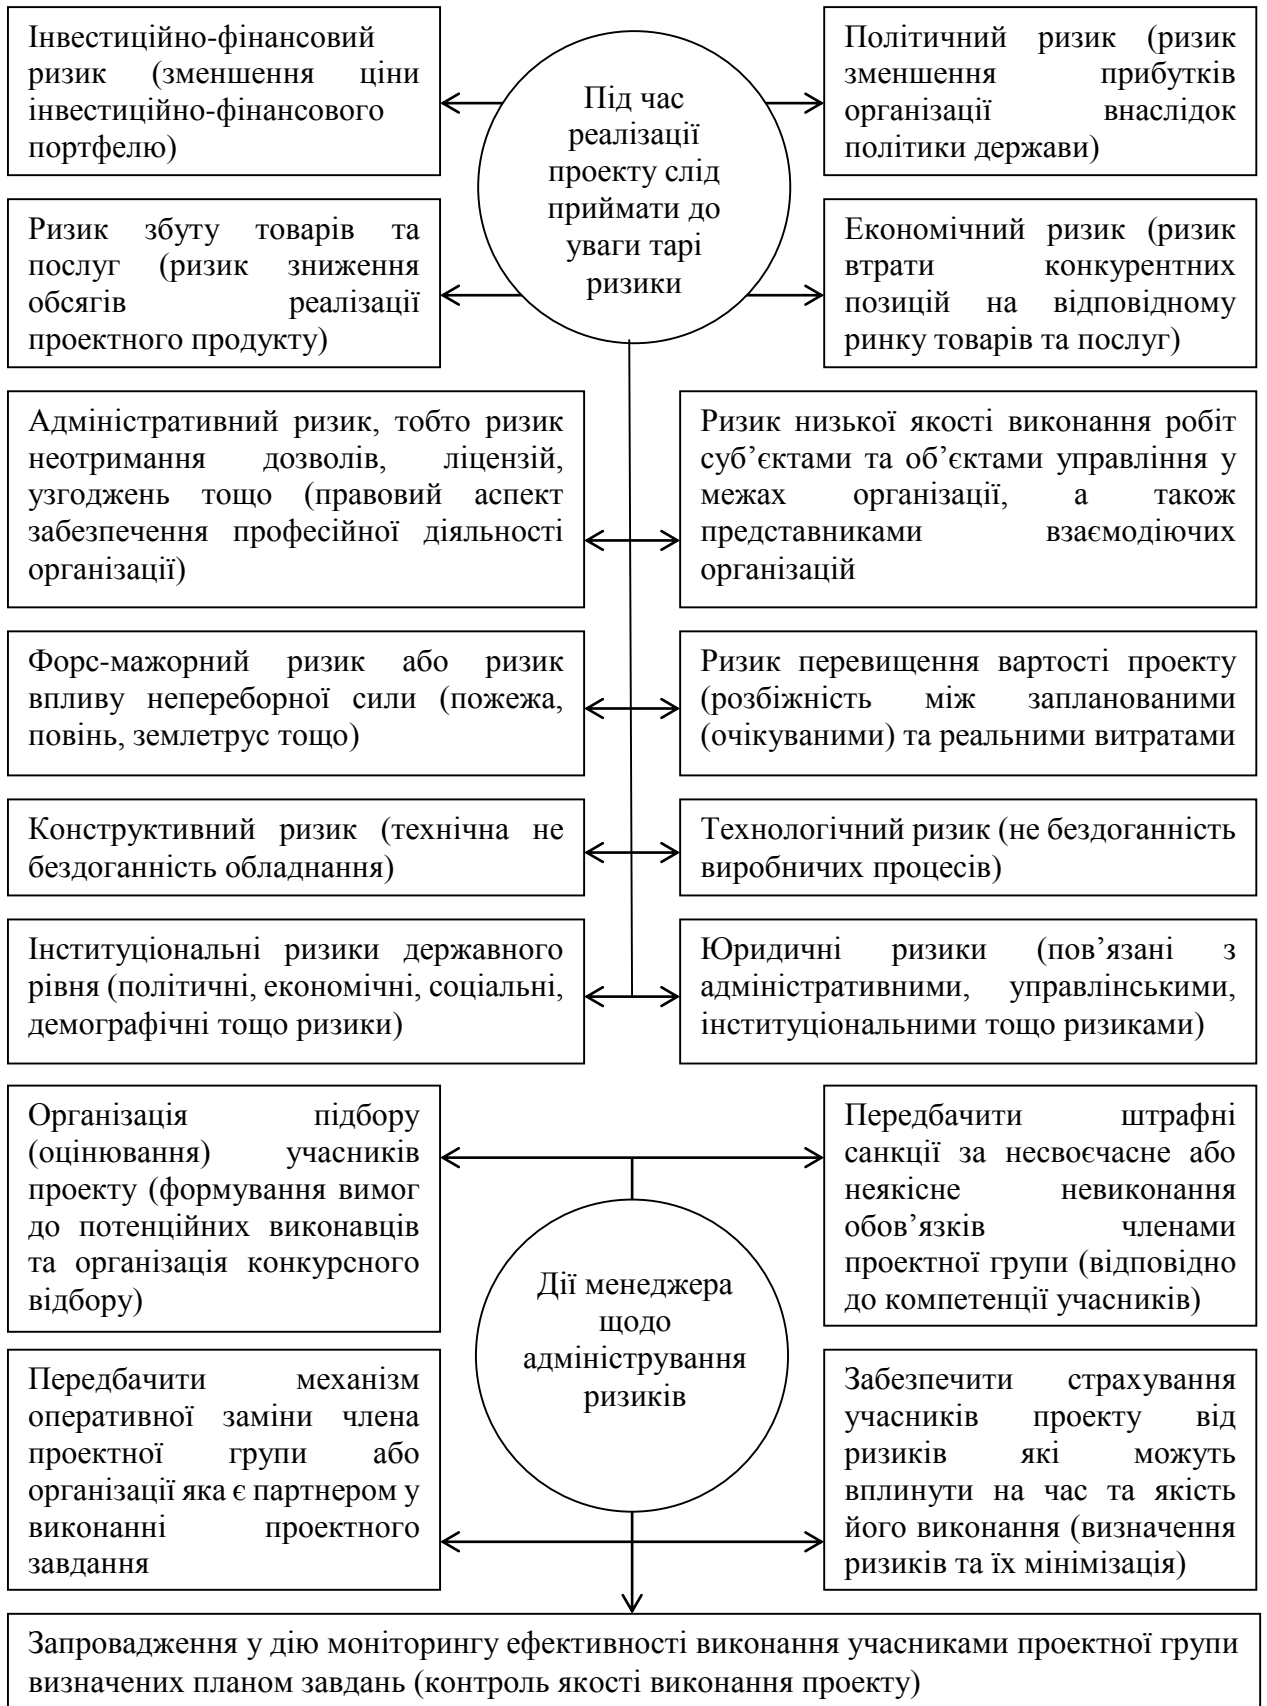 Інвестиційно-фінансовий
ризик (зменшення ціни
інвестиційно-фінансового
портфелю)
Під час
реалізації
проекту слід
приймати до
уваги тарі
ризики
Політичний ризик (ризик
зменшення прибутків
організації внаслідок
політики держави)
Ризик збуту товарів та
послуг (ризик зниження
обсягів реалізації
проектного продукту)
Економічний ризик (ризик
втрати конкурентних
позицій на відповідному
ринку товарів та послуг)
Адміністративний ризик, тобто ризик
неотримання дозволів, ліцензій,
узгоджень тощо (правовий аспект
забезпечення професійної діяльності
організації)
Ризик низької якості виконання робіт
суб’єктами та об’єктами управління у
межах організації, а також
представниками взаємодіючих
організацій
Форс-мажорний ризик або ризик
впливу непереборної сили (пожежа,
повінь, землетрус тощо)
Ризик перевищення вартості проекту
(розбіжність між запланованими
(очікуваними) та реальними витратами
Конструктивний ризик (технічна не
бездоганність обладнання)
Технологічний ризик (не бездоганність
виробничих процесів)
Інституціональні ризики державного
рівня (політичні, економічні, соціальні,
демографічні тощо ризики)
Юридичні ризики (пов’язані з
адміністративними, управлінськими,
інституціональними тощо ризиками)
Організація підбору
(оцінювання) учасників
проекту (формування вимог
до потенційних виконавців
та організація конкурсного
відбору)
Передбачити штрафні
санкції за несвоєчасне або
неякісне невиконання
обов’язків членами
проектної групи (відповідно
до компетенції учасників)
Дії менеджера
щодо
адміністрування
ризиків
Передбачити механізм
оперативної заміни члена
проектної групи або
організації яка є партнером у
виконанні проектного
завдання
Забезпечити страхування
учасників проекту від
ризиків які можуть
вплинути на час та якість
його виконання (визначення
ризиків та їх мінімізація)
Запровадження у дію моніторингу ефективності виконання учасниками проектної групи
визначених планом завдань (контроль якості виконання проекту)